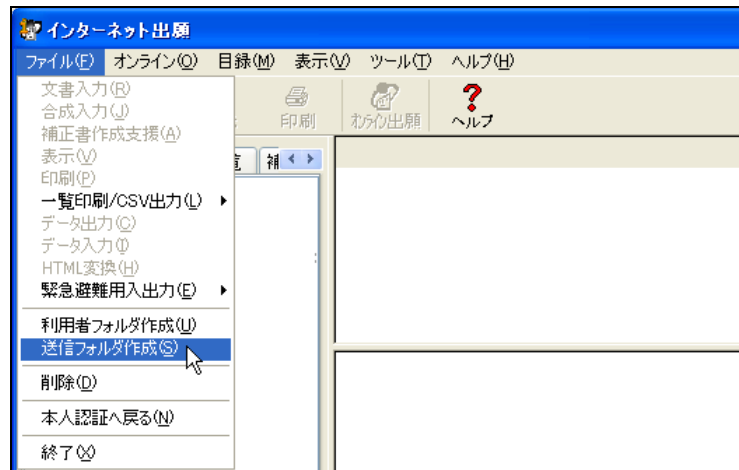 インターネット出願
ファイル(F) オンライン(O) 目録(M) 表示(V) ツール(T) ヘルプ(H)
文書入力(R)
合成入力(J)
補正書作成支援(A)
表示(V)
印刷(P)
一覧印刷/CSV出力(L)
データ出力(C)
データ入力(I)
HTML変換(H)
緊急避難用入出力(E)
利用者フォルダ作成(U)
送信フォルダ作成(S)
削除(D)
本人認証へ戻る(N)
終了(X)
印刷 オンライン出願 ヘルプ
補